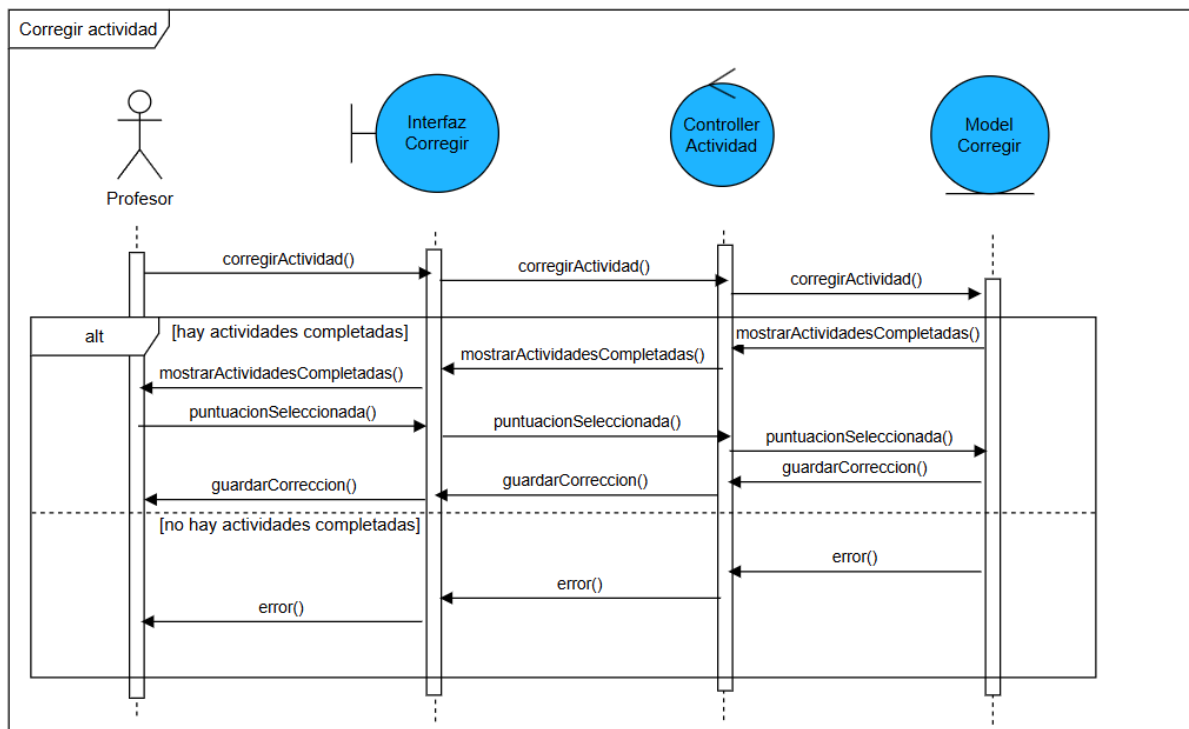 Corregir actividad
Interfaz
Corregir
Controller
Actividad
Model
Corregir
Profesor
corregirActividad()
corregirActividad()
corregirActividad()
alt
[hay actividades completadas]
mostrarActividadesCompletadas()
mostrarActividadesCompletadas()
mostrarActividadesCompletadas()
puntuacionSeleccionada()
puntuacionSeleccionada()
puntuacionSeleccionada()
guardarCorreccion()
guardarCorreccion()
guardarCorreccion()
[no hay actividades completadas]
error()
error()
error()